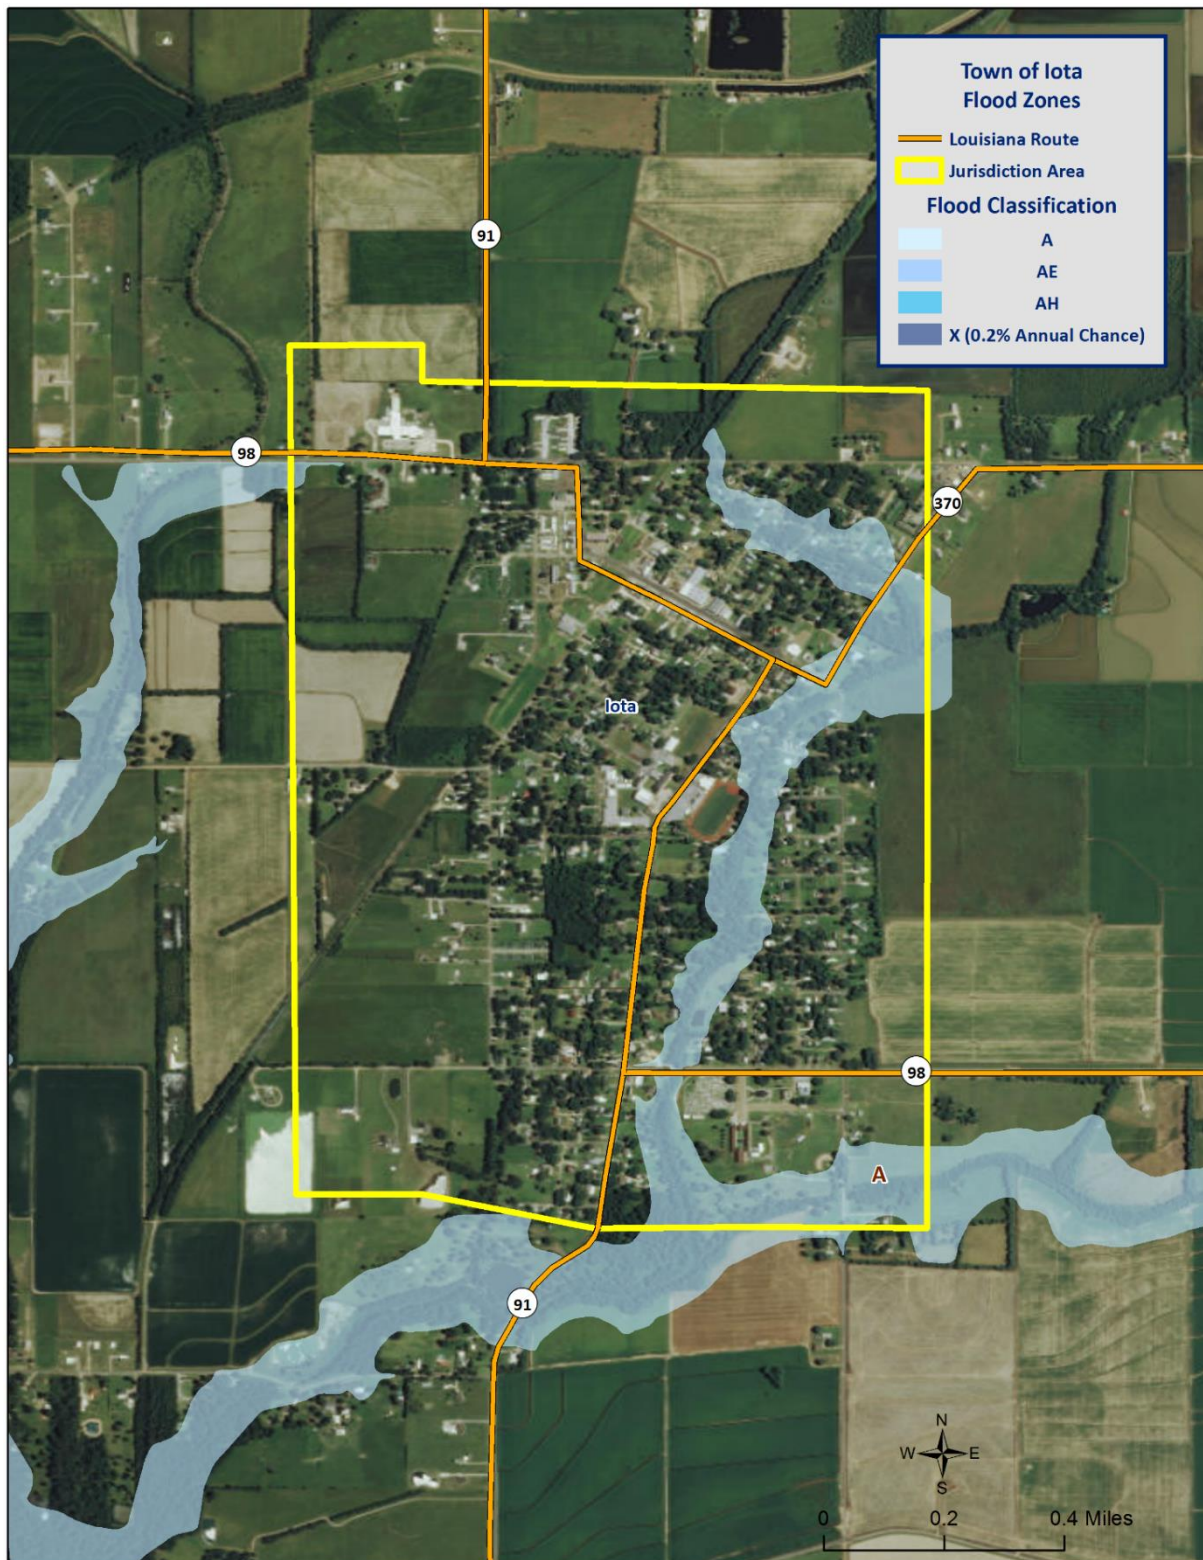 Town of Iota
Flood Zones
Louisiana Route
Jurisdiction Area
Flood Classification
A
AE
AH
X (0.2% Annual Chance)
91
98
370
Iota
98
A
91
N
W E
S
0 0.2 0.4 Miles